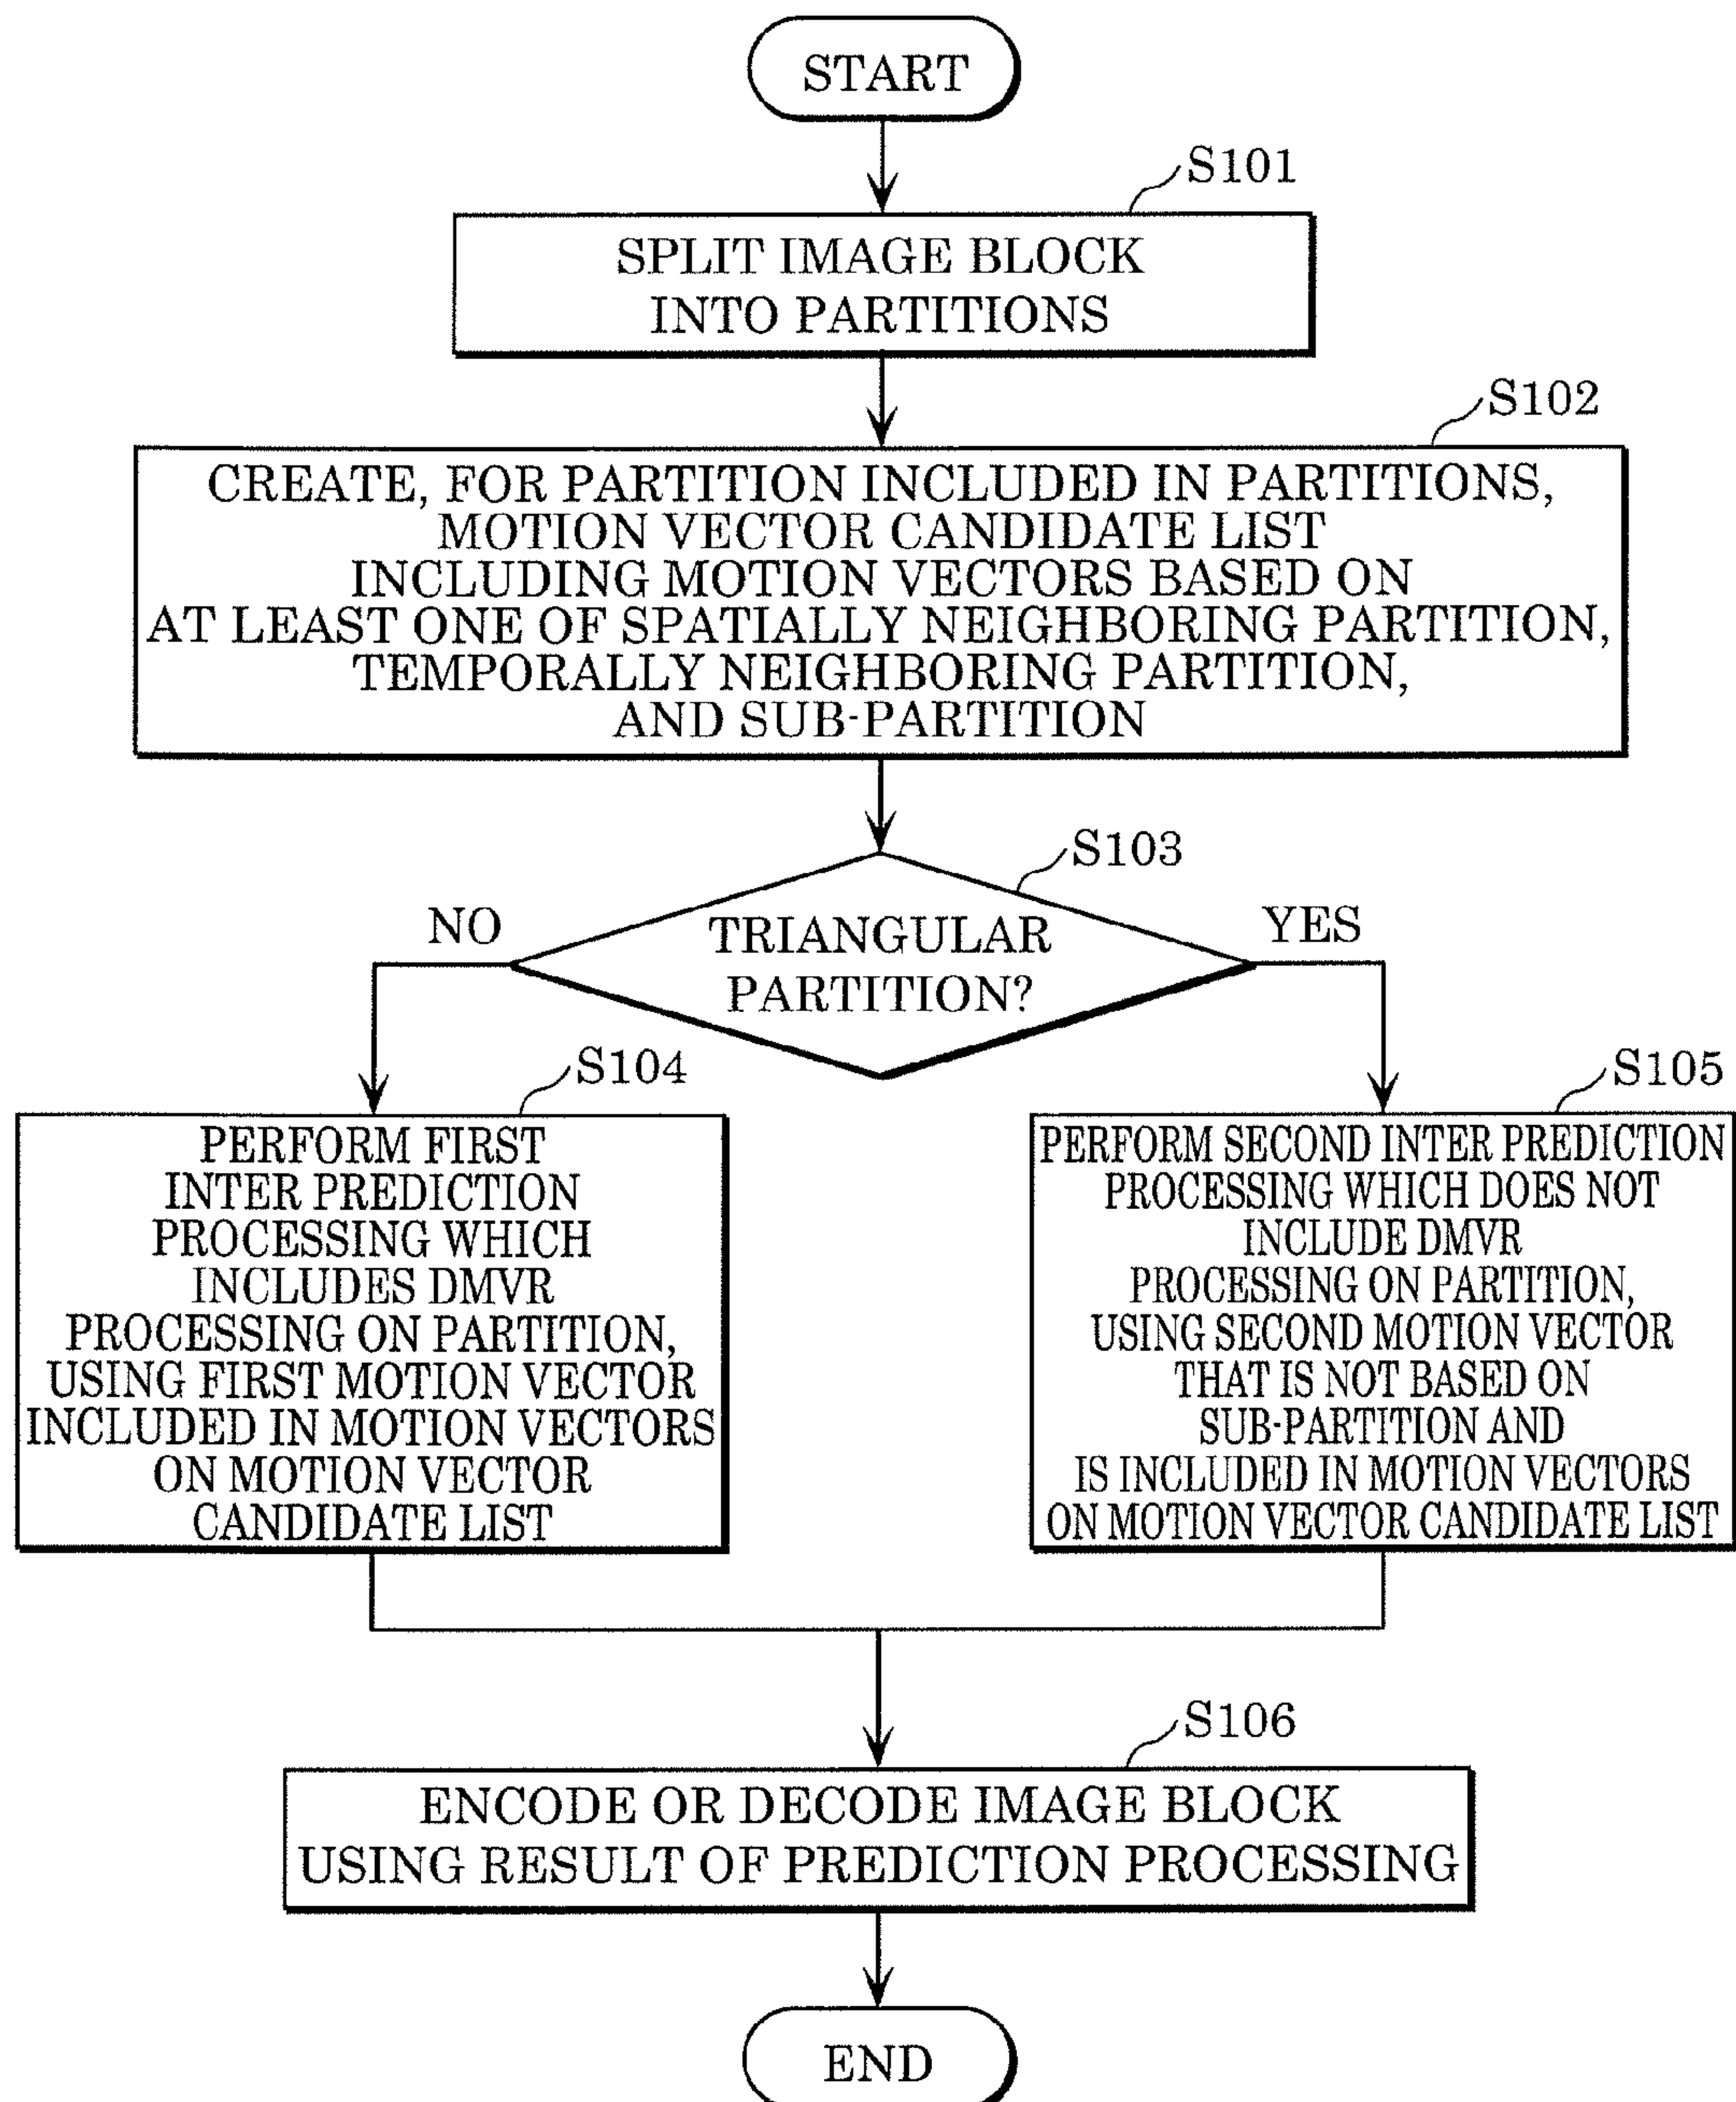 START
S101
SPLIT IMAGE BLOCK
INTO PARTITIONS
S102
CREATE, FOR PARTITION INCLUDED IN PARTITIONS,
MOTION VECTOR CANDIDATE LIST
INCLUDING MOTION VECTORS BASED ON
AT LEAST ONE OF SPATIALLY NEIGHBORING PARTITION,
TEMPORALLY NEIGHBORING PARTITION,
AND SUB-PARTITION
S103
TRIANGULAR
PARTITION?
NO
YES
S104
PERFORM FIRST
INTER PREDICTION
PROCESSING WHICH
INCLUDES DMVR
PROCESSING ON PARTITION,
USING FIRST MOTION VECTOR
INCLUDED IN MOTION VECTORS
ON MOTION VECTOR
CANDIDATE LIST
S105
PERFORM SECOND INTER PREDICTION
PROCESSING WHICH DOES NOT
INCLUDE DMVR
PROCESSING ON PARTITION,
USING SECOND MOTION VECTOR
THAT IS NOT BASED ON
SUB-PARTITION AND
IS INCLUDED IN MOTION VECTORS
ON MOTION VECTOR CANDIDATE LIST
S106
ENCODE OR DECODE IMAGE BLOCK
USING RESULT OF PREDICTION PROCESSING
END